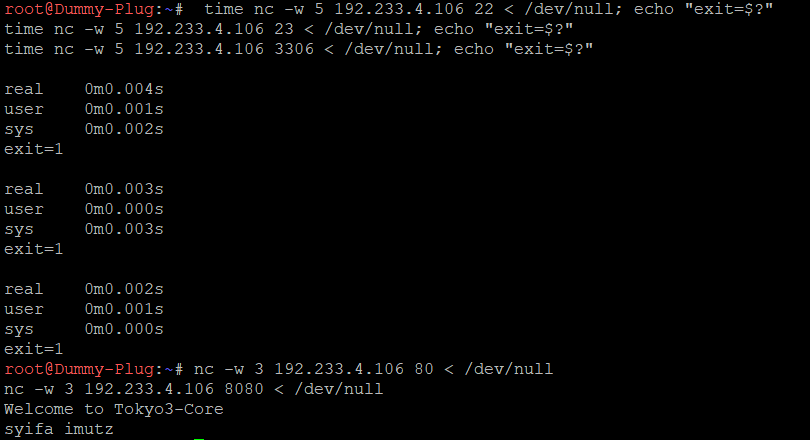 root@Dummy-Plug:~#  time nc -w 5 192.233.4.106 22 < /dev/null; echo "exit=$?"
time nc -w 5 192.233.4.106 23 < /dev/null; echo "exit=$?"
time nc -w 5 192.233.4.106 3306 < /dev/null; echo "exit=$?"

real    0m0.004s
user    0m0.001s
sys     0m0.002s
exit=1

real    0m0.003s
user    0m0.000s
sys     0m0.003s
exit=1

real    0m0.002s
user    0m0.001s
sys     0m0.000s
exit=1
root@Dummy-Plug:~# nc -w 3 192.233.4.106 80 < /dev/null
nc -w 3 192.233.4.106 8080 < /dev/null
Welcome to Tokyo3-Core
syifa imutz